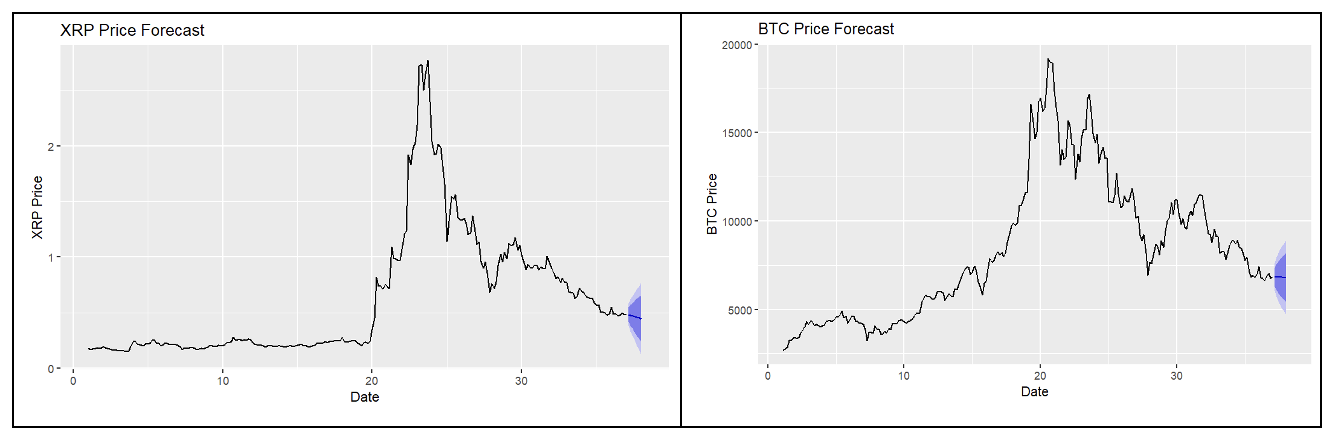 XRP Price Forecast
XRP Price
2
1
0
0
10
20
30
Date
BTC Price Forecast
BTC Price
20000
15000
10000
5000
0
10
20
30
Date